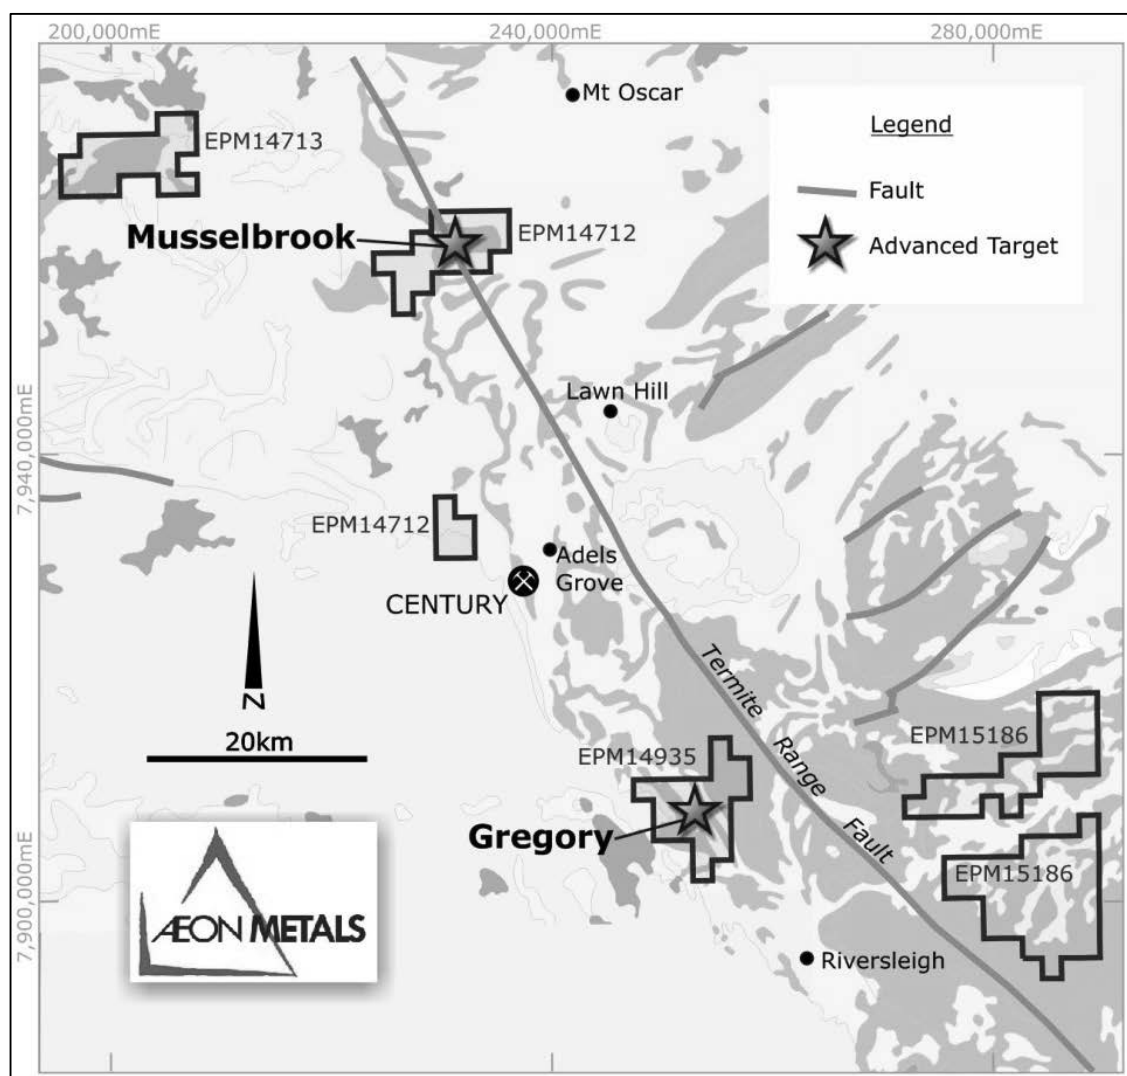 200,000mE
240,000mE
280,000mE
Mt Oscar
Legend
Fault
Advanced Target
EPM14713
Musselbrook
EPM14712
Lawn Hill
7,940,000mE
EPM14712
Adels
Grove
CENTURY
N
20km
Termite Range Fault
EPM15186
EPM14935
Gregory
EPM15186
ÆON METALS
7,900,000mE
Riversleigh